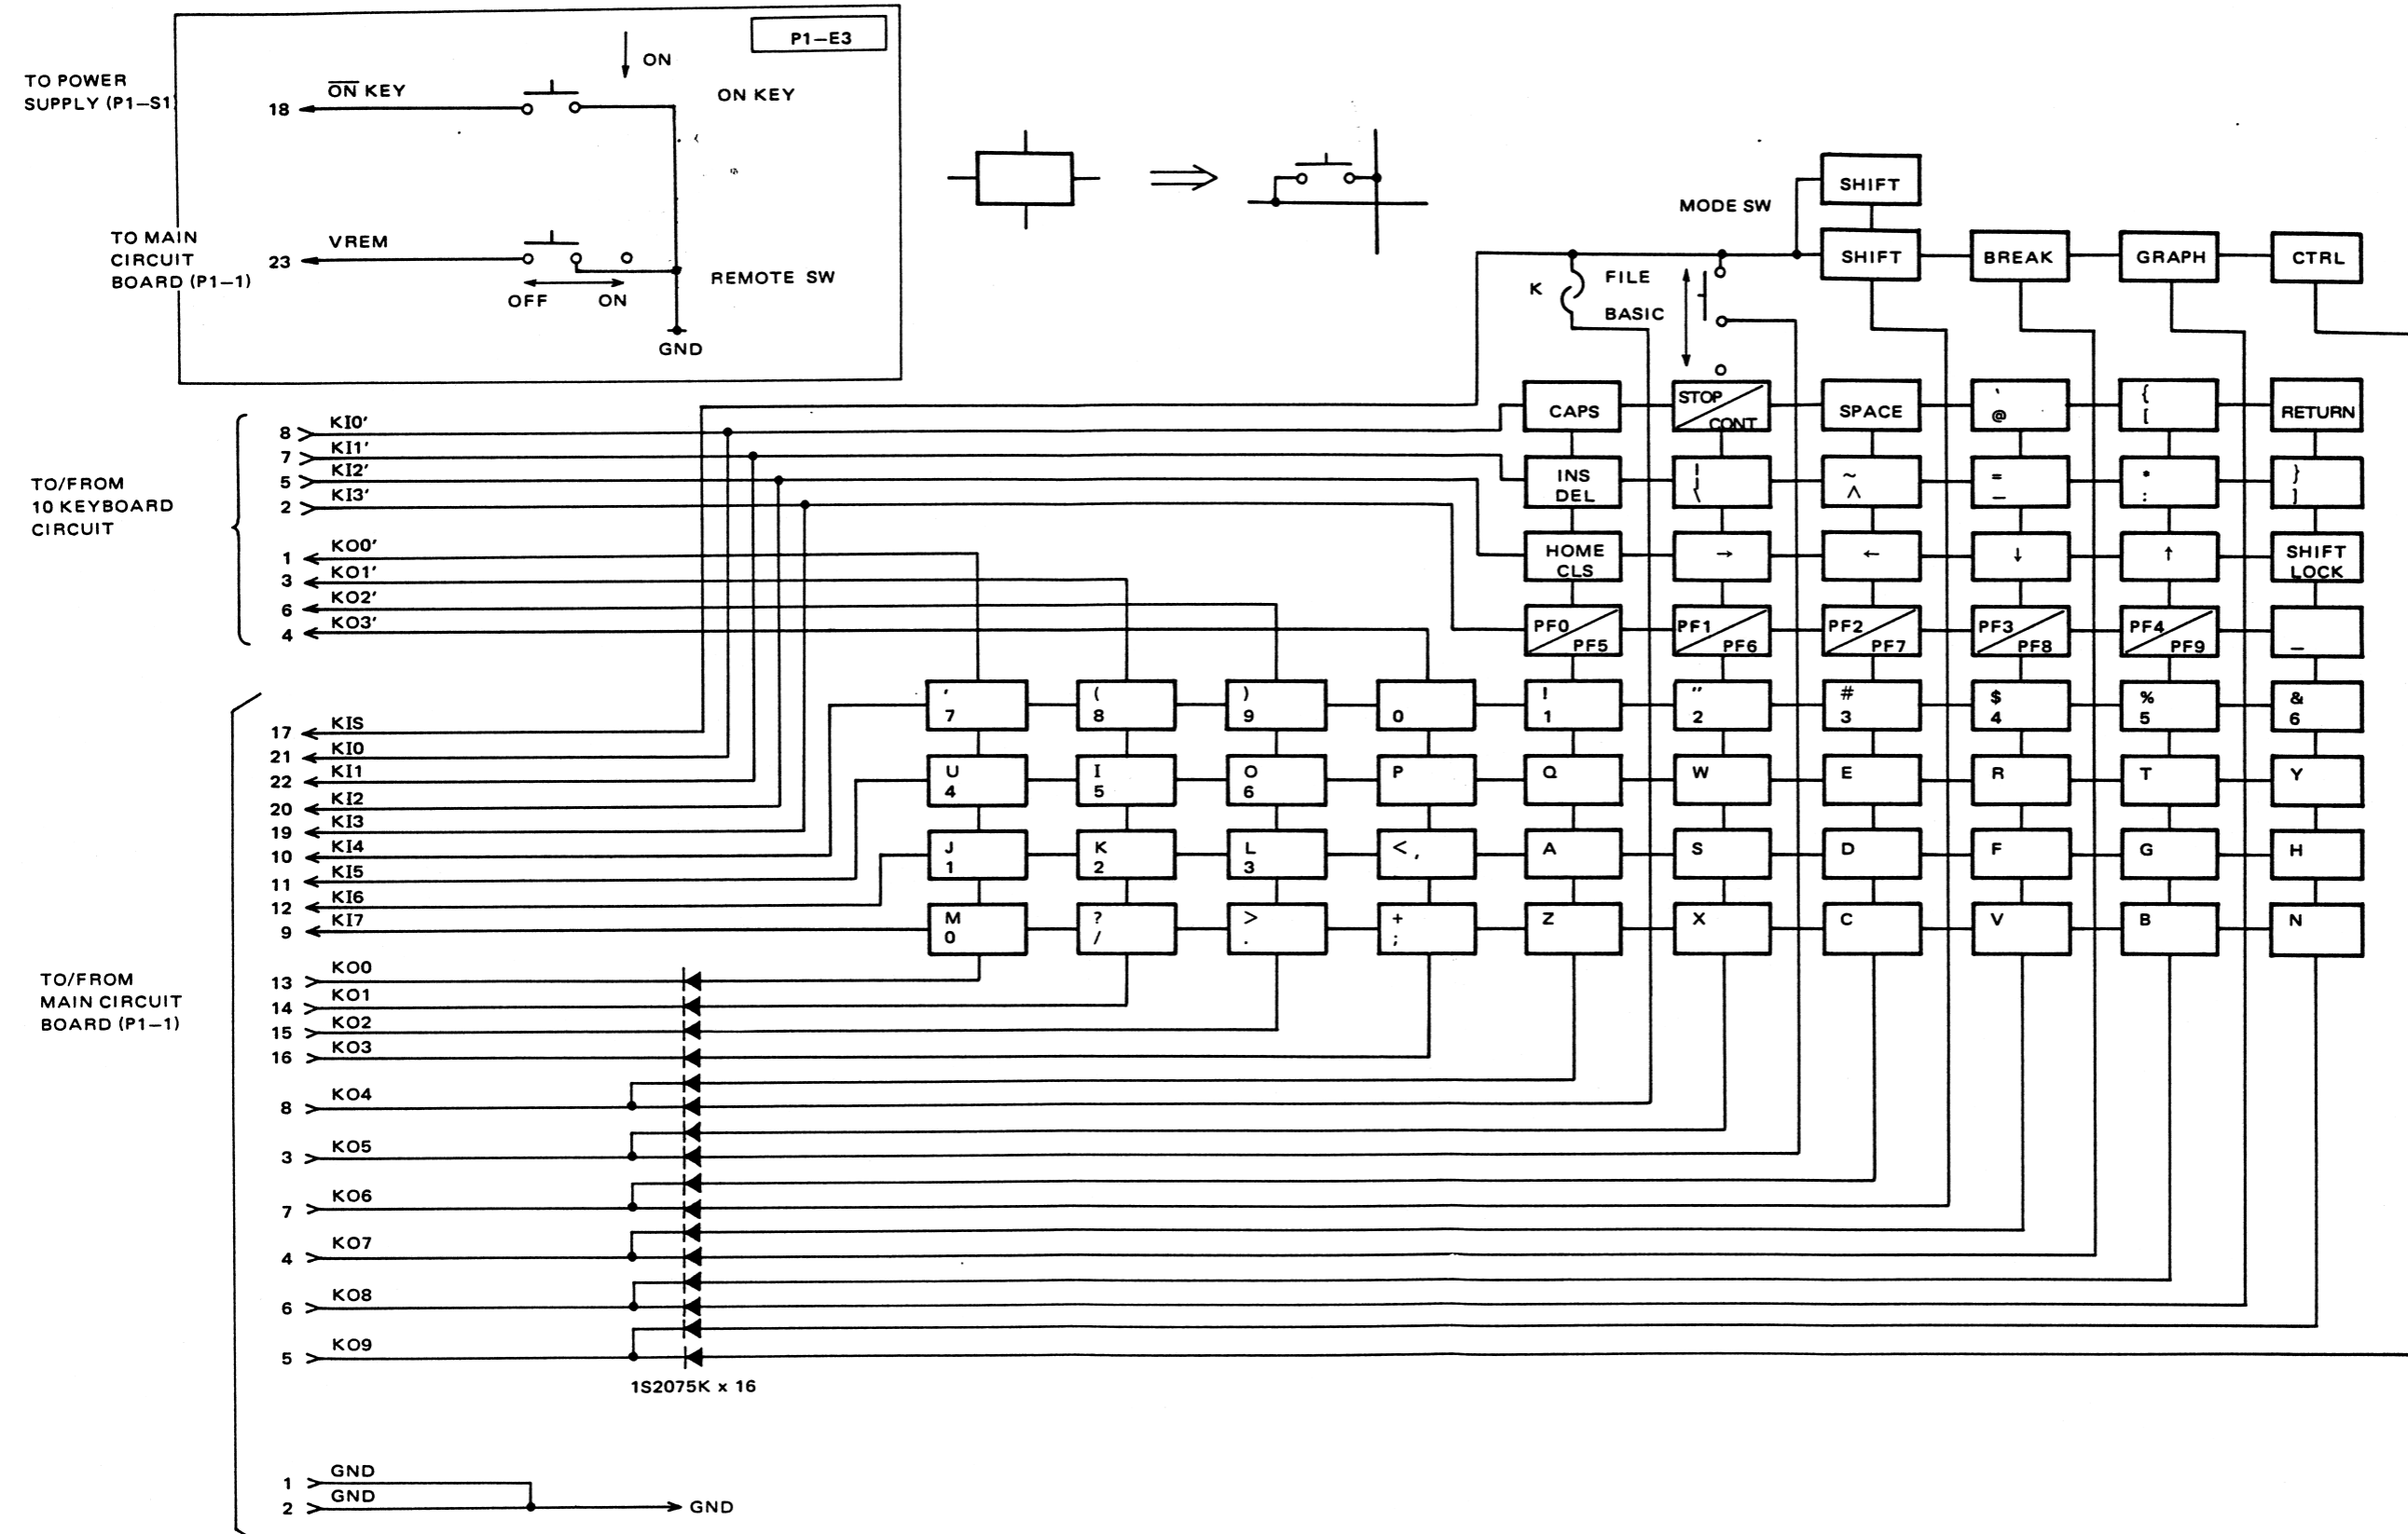 P1–E3
ON
TO POWER
SUPPLY (P1–S1
18
ON KEY
ON KEY
TO MAIN
CIRCUIT
BOARD (P1–1)
23
VREM
OFF
ON
REMOTE SW
GND
MODE SW
K
FILE
BASIC
SHIFT
SHIFT
BREAK
GRAPH
CTRL
TO/FROM
10 KEYBOARD
CIRCUIT
8 KI0′
7 KI1′
5 KI2′
2 KI3′
1 KO0′
3 KO1′
6 KO2′
4 KO3′
CAPS
STOP
CONT
SPACE
` @
{ [
RETURN
INS
DEL
¦ \
~ ^
= –
* :
} ]
HOME
CLS
→
←
↓
↑
SHIFT
LOCK
PF0
PF5
PF1
PF6
PF2
PF7
PF3
PF8
PF4
PF9
_
′ 7
( 8
) 9
0
! 1
" 2
# 3
$ 4
% 5
& 6
U 4
I 5
O 6
P
Q
W
E
R
T
Y
J 1
K 2
L 3
< ,
A
S
D
F
G
H
M 0
? /
> .
+ ;
Z
X
C
V
B
N
TO/FROM
MAIN CIRCUIT
BOARD (P1–1)
17 KIS
21 KI0
22 KI1
20 KI2
19 KI3
10 KI4
11 KI5
12 KI6
9 KI7
13 KO0
14 KO1
15 KO2
16 KO3
8 KO4
3 KO5
7 KO6
4 KO7
6 KO8
5 KO9
1S2075K x 16
1 GND
2 GND
GND